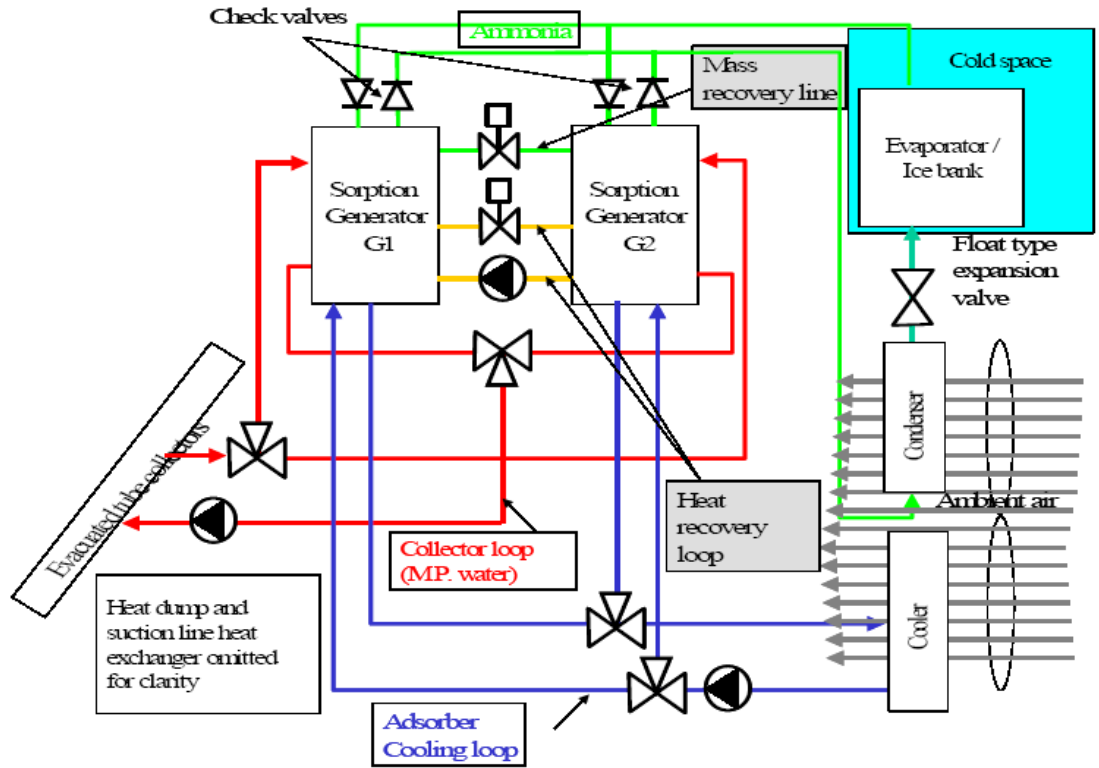 Check valves
Ammonia
Mass
recovery line
Cold space
Evaporator /
Ice bank
Sorption
Generator
G1
Sorption
Generator
G2
Float type
expansion
valve
Condenser
Ambient air
Evacuated tube collectors
Heat
recovery
loop
Collector loop
(M.P. water)
Cooler
Heat dump and
suction line heat
exchanger omitted
for clarity
Adsorber
Cooling loop